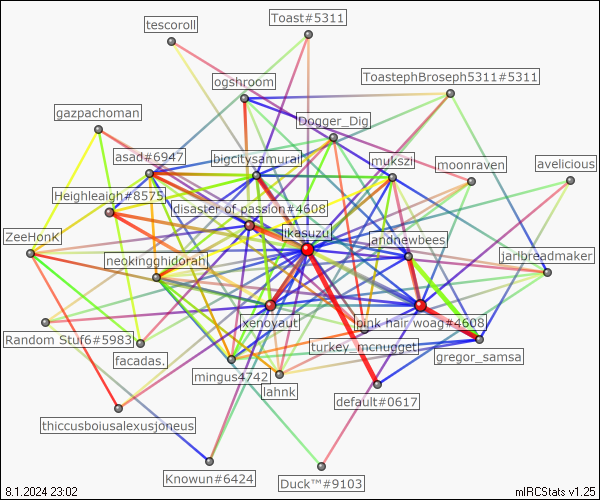 Toast#5311
tescoroll
ToastephBroseph5311#5311
ogshroom
gazpachoman
Dogger_Dig
asad#6947
bigcitysamurai
mukszi
moonraven
avelicious
Heighleigh#8575
disaster of passion#4608
ZeeHonK
ikasuzu
andnewbees
jarlbreadmaker
neokingghidorah
xenoyaut
pink hair woag#4608
Random Stuf6#5983
facadas.
turkey_mcnugget
gregor_samsa
mingus4742
lahnk
default#0617
thiccusboiusalexusjoneus
Knowun#6424
Duck™#9103
8.1.2024 23:02
mIRCStats v1.25